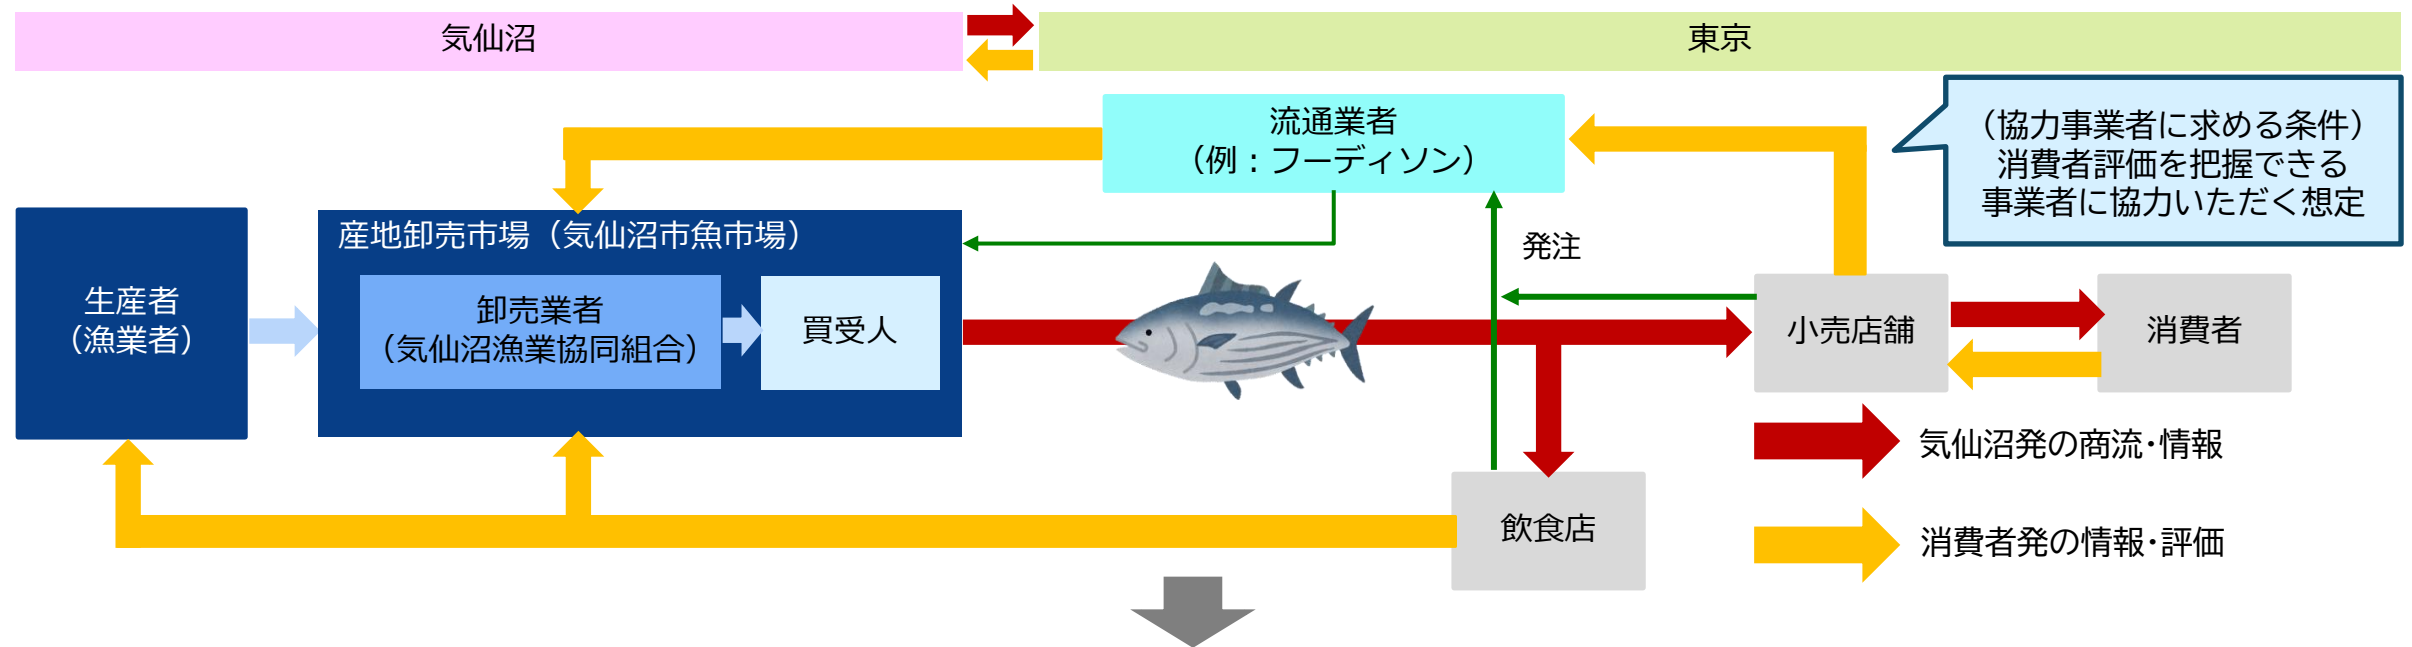 気仙沼
東京
流通業者
（例：フーディソン）
（協力事業者に求める条件）
消費者評価を把握できる
事業者に協力いただく想定
産地卸売市場（気仙沼市魚市場）
発注
生産者
（漁業者）
卸売業者
（気仙沼漁業協同組合）
買受人
小売店舗
消費者
気仙沼発の商流・情報
飲食店
消費者発の情報・評価